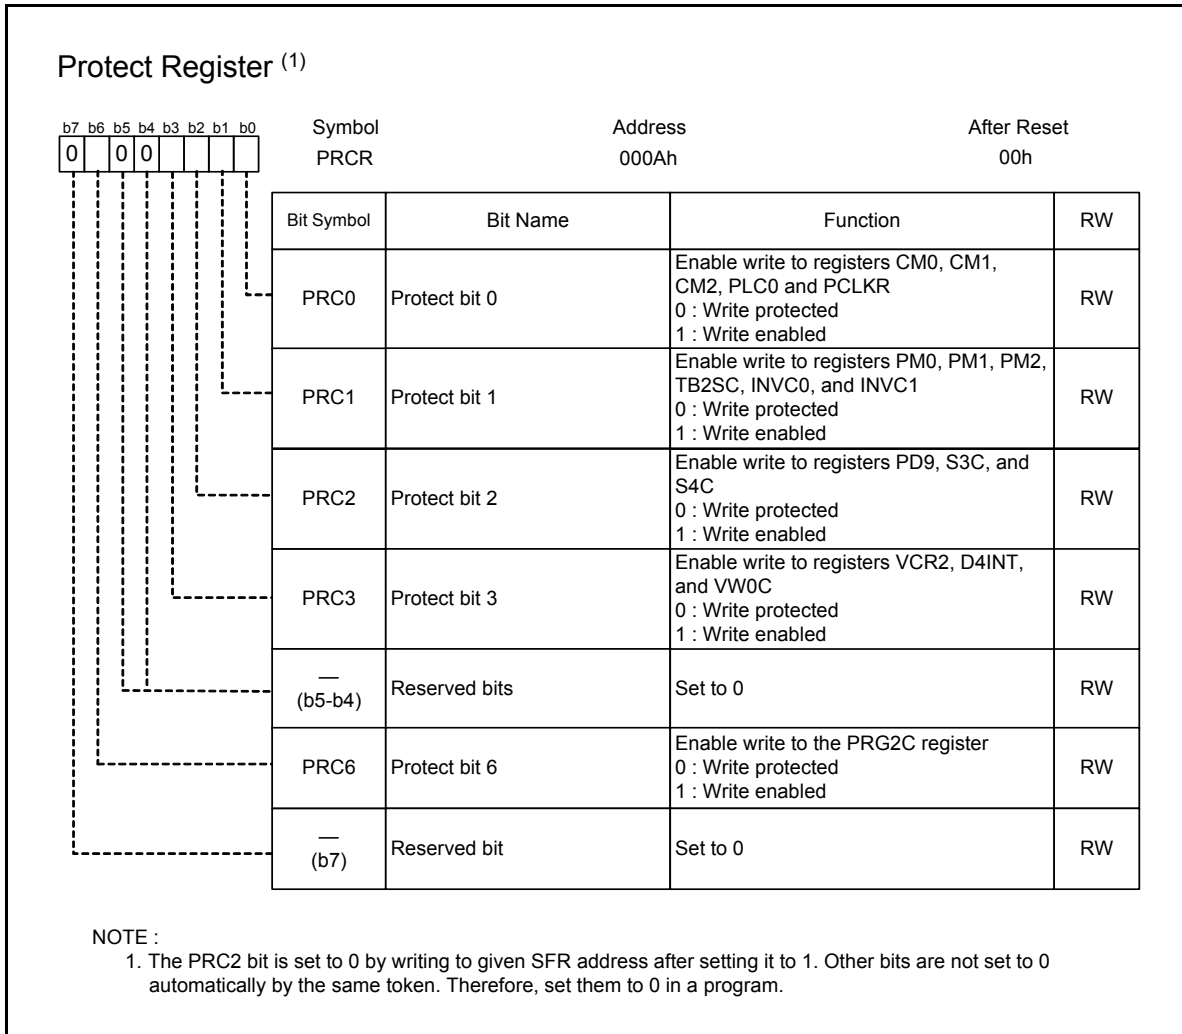 Protect Register (1)
b7 b6 b5 b4 b3 b2 b1 b0
0 0 0
Symbol Address After Reset
PRCR 000Ah 00h
Bit Symbol Bit Name Function RW
PRC0 Protect bit 0 Enable write to registers CM0, CM1,
CM2, PLC0 and PCLKR
0 : Write protected
1 : Write enabled RW
PRC1 Protect bit 1 Enable write to registers PM0, PM1, PM2,
TB2SC, INVC0, and INVC1
0 : Write protected
1 : Write enabled RW
PRC2 Protect bit 2 Enable write to registers PD9, S3C, and
S4C
0 : Write protected
1 : Write enabled RW
PRC3 Protect bit 3 Enable write to registers VCR2, D4INT,
and VW0C
0 : Write protected
1 : Write enabled RW
—
(b5-b4) Reserved bits Set to 0 RW
PRC6 Protect bit 6 Enable write to the PRG2C register
0 : Write protected
1 : Write enabled RW
—
(b7) Reserved bit Set to 0 RW
NOTE :
1. The PRC2 bit is set to 0 by writing to given SFR address after setting it to 1. Other bits are not set to 0
automatically by the same token. Therefore, set them to 0 in a program.